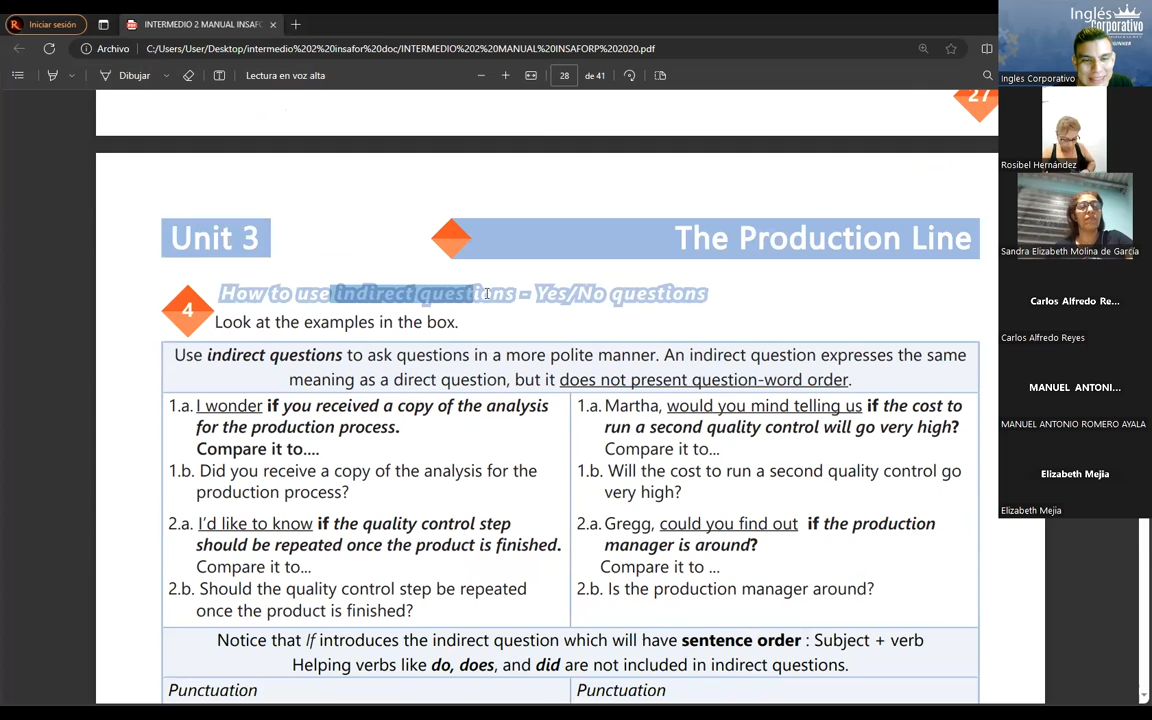 Iniciar sesión
INTERMEDIO 2 MANUAL INSAF
Archivo
C:/Users/User/Desktop/intermedio%202%20insafor%20doc/INTERMEDIO%202%20MANUAL%20INSAFORP%202020.pdf
Dibujar
Lectura en voz alta
28 de 41
27
Unit 3
The Production Line
4
How to use indirect questions - Yes/No questions
Look at the examples in the box.
Use indirect questions to ask questions in a more polite manner. An indirect question expresses the same
meaning as a direct question, but it does not present question-word order.
1.a. I wonder if you received a copy of the analysis
for the production process.
Compare it to....
1.b. Did you receive a copy of the analysis for the
production process?
2.a. I'd like to know if the quality control step
should be repeated once the product is finished.
Compare it to...
2.b. Should the quality control step be repeated
once the product is finished?
1.a. Martha, would you mind telling us if the cost to
run a second quality control will go very high?
Compare it to...
1.b. Will the cost to run a second quality control go
very high?
2.a. Gregg, could you find out if the production
manager is around?
Compare it to ...
2.b. Is the production manager around?
Notice that If introduces the indirect question which will have sentence order : Subject + verb
Helping verbs like do, does, and did are not included in indirect questions.
Punctuation
Punctuation
Inglés
Corporativo
Ingles Corporativo
Rosibel Hernández
Sandra Elizabeth Molina de García
Carlos Alfredo Re...
Carlos Alfredo Reyes
MANUEL ANTONI...
MANUEL ANTONIO ROMERO AYALA
Elizabeth Mejia
Elizabeth Mejia